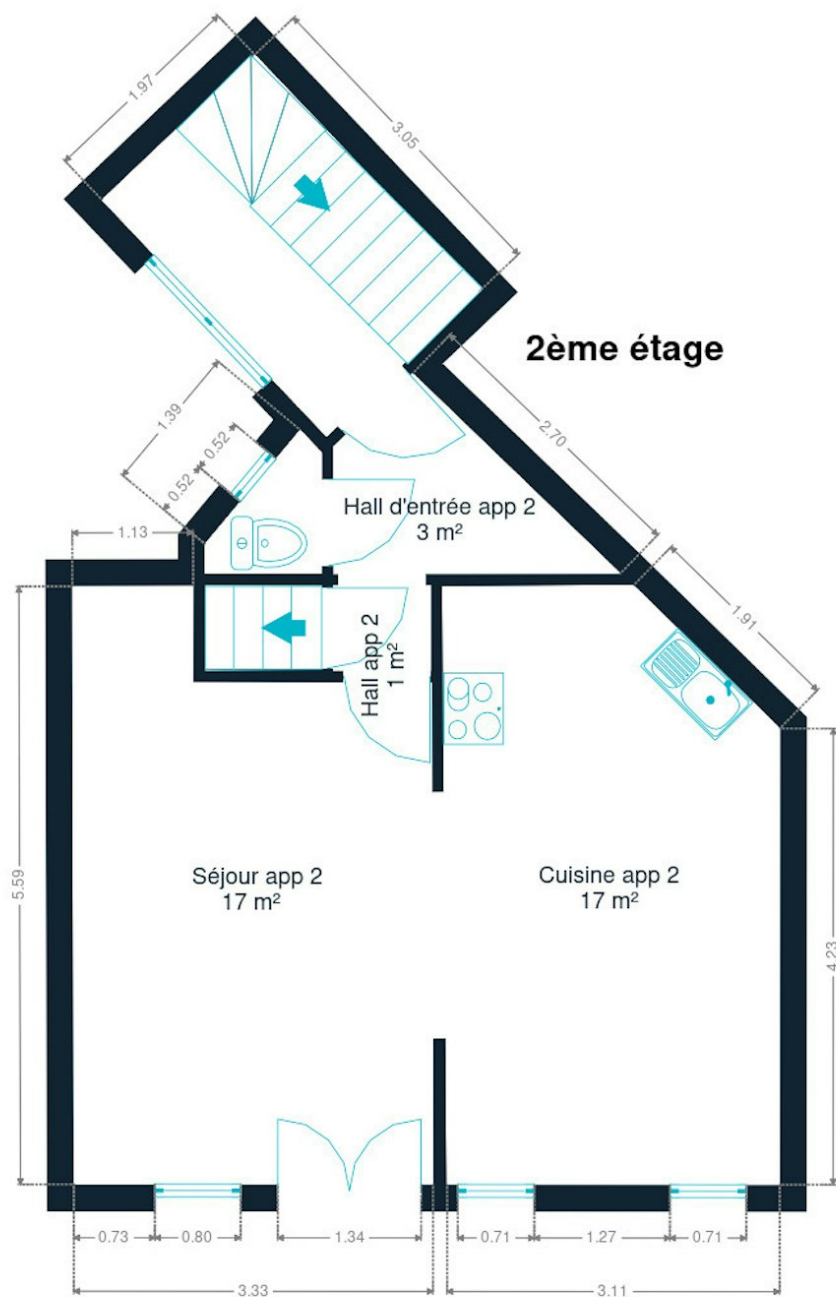 1.97
3.05
2ème étage
1.39
0.52
0.52
2.70
Hall d'entrée app 2
3 m²
1.13
1.91
Hall app 2
1 m²
5.59
Séjour app 2
17 m²
Cuisine app 2
17 m²
4.23
0.73
0.80
1.34
0.71
1.27
0.71
3.33
3.11